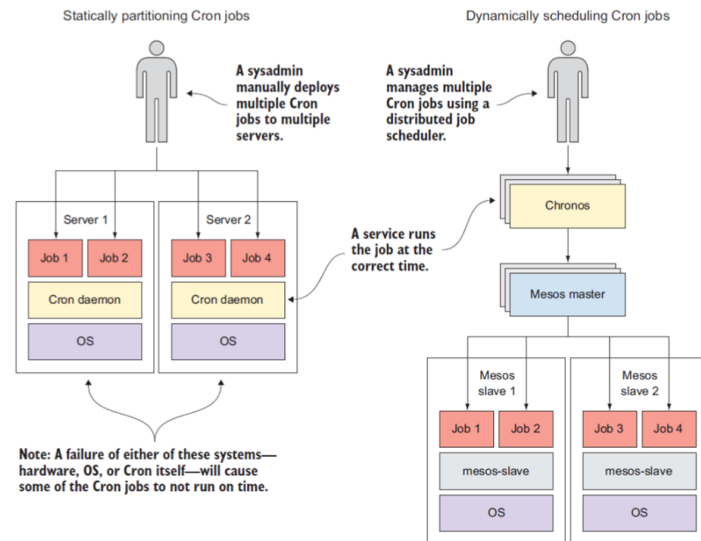 Statically partitioning Cron jobs
A sysadmin
manually deploys
multiple Cron
jobs to multiple
servers.
Server 1
Server 2
Job 1
Job 2
Job 3
Job 4
Cron daemon
Cron daemon
OS
OS
Note: A failure of either of these systems—
hardware, OS, or Cron itself—will cause
some of the Cron jobs to not run on time.
Dynamically scheduling Cron jobs
A sysadmin
manages multiple
Cron jobs using a
distributed job
scheduler.
A service runs
the job at the
correct time.
Chronos
Mesos master
Mesos
slave 1
Mesos
slave 2
Job 1
Job 2
Job 3
Job 4
mesos-slave
mesos-slave
OS
OS